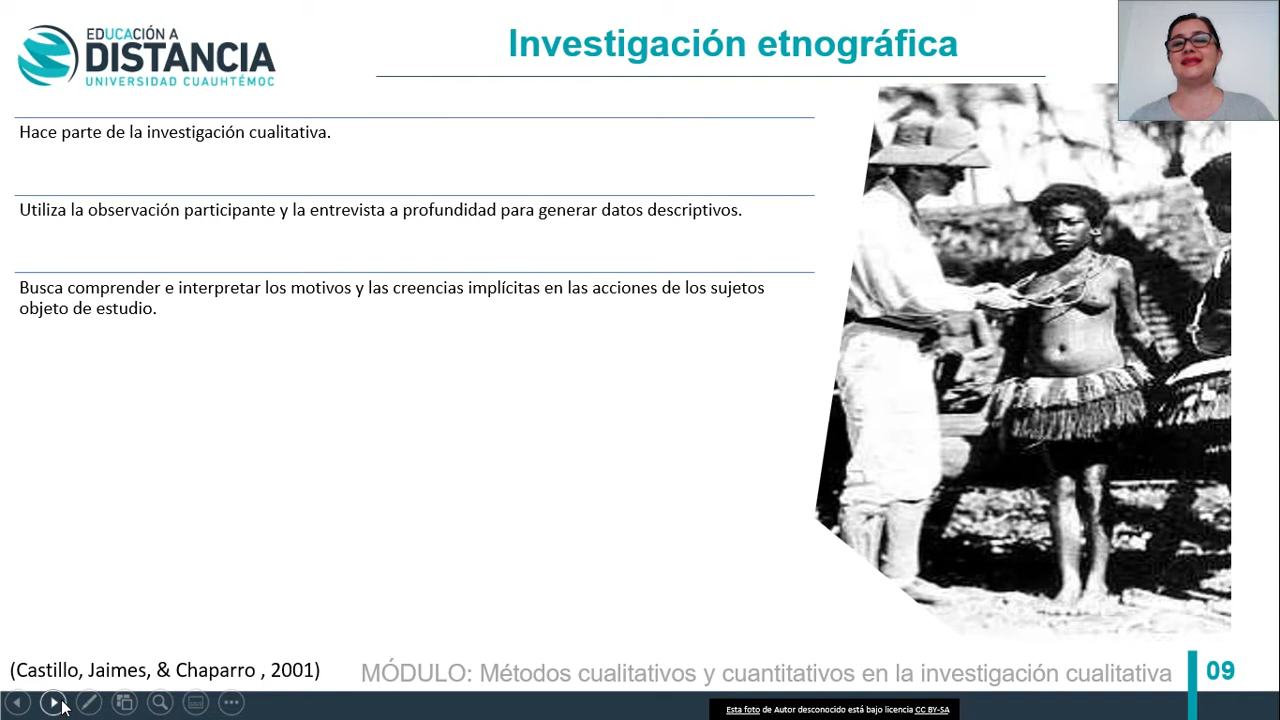 EDUCACIÓN A
DISTANCIA
UNIVERSIDAD CUAUHTÉMOC
Investigación etnográfica
Hace parte de la investigación cualitativa.
Utiliza la observación participante y la entrevista a profundidad para generar datos descriptivos.
Busca comprender e interpretar los motivos y las creencias implícitas en las acciones de los sujetos
objeto de estudio.
(Castillo, Jaimes, & Chaparro , 2001)
MÓDULO: Métodos cualitativos y cuantitativos en la investigación cualitativa
09
Esta foto de Autor desconocido está bajo licencia CC BY-SA